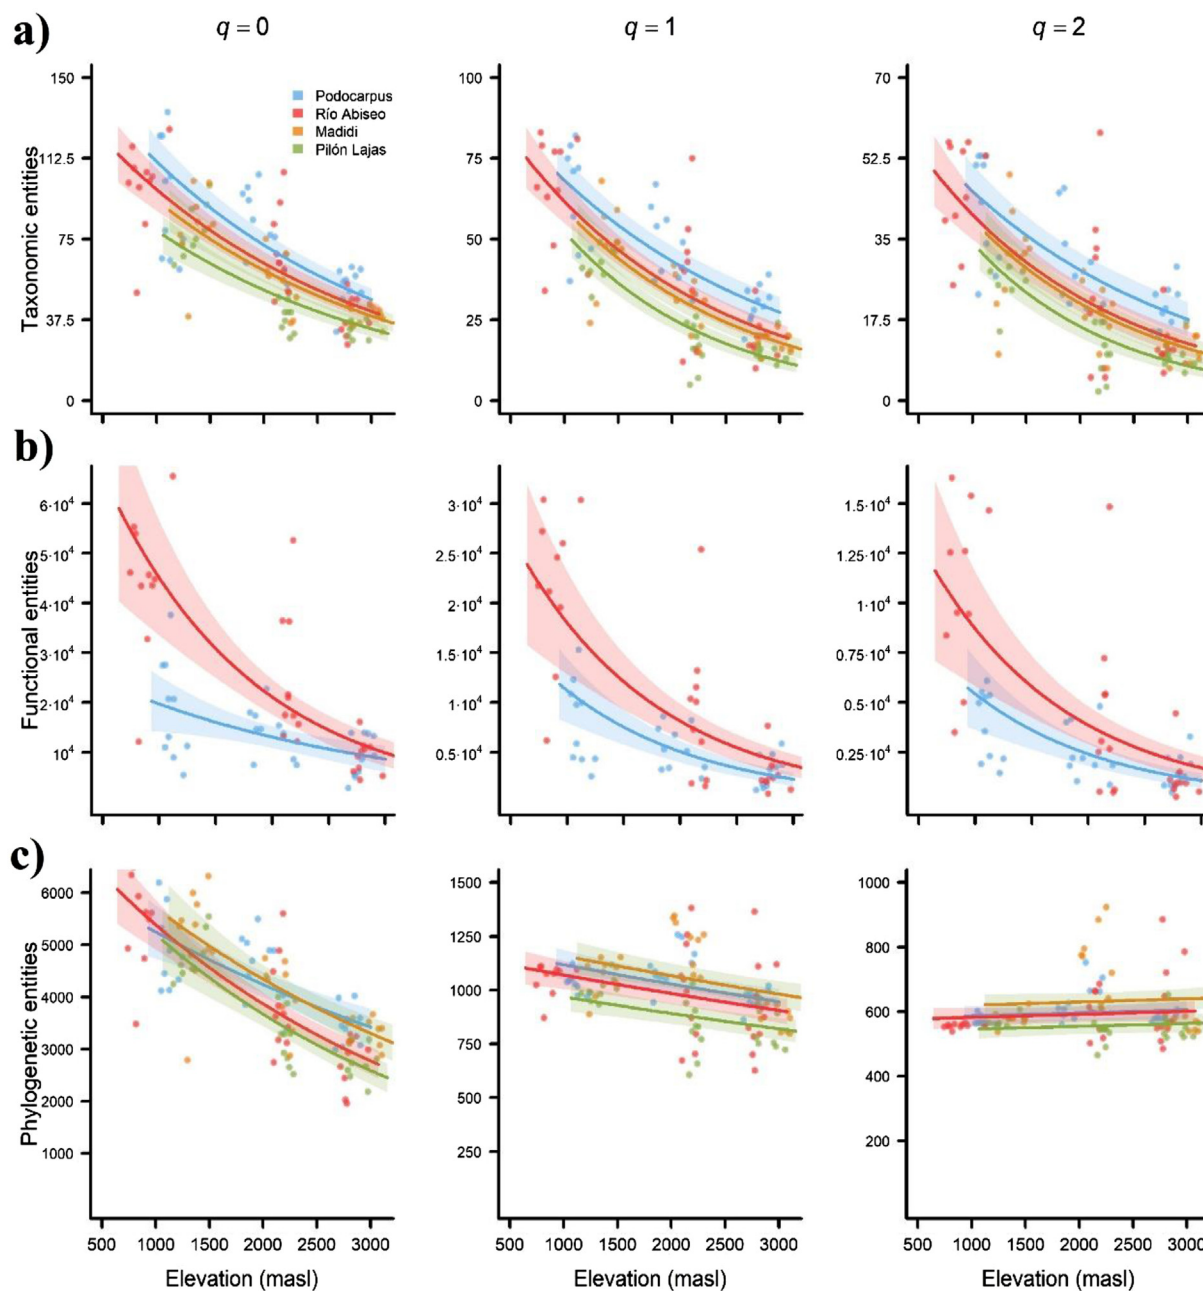 a)
q = 0
q = 1
q = 2
Taxonomic entities
150
112.5
75
37.5
0
Podocarpus
Río Abiseo
Madidi
Pilón Lajas
100
75
50
25
0
70
52.5
35
17.5
0
b)
Functional entities
6·10⁴
5·10⁴
4·10⁴
3·10⁴
2·10⁴
10⁴
3·10⁴
2.5·10⁴
2·10⁴
1.5·10⁴
1·10⁴
0.5·10⁴
1.5·10⁴
1.25·10⁴
1·10⁴
0.75·10⁴
0.5·10⁴
0.25·10⁴
c)
Phylogenetic entities
6000
5000
4000
3000
2000
1000
1500
1250
1000
750
500
250
1000
800
600
400
200
500 1000 1500 2000 2500 3000
500 1000 1500 2000 2500 3000
500 1000 1500 2000 2500 3000
Elevation (masl)
Elevation (masl)
Elevation (masl)